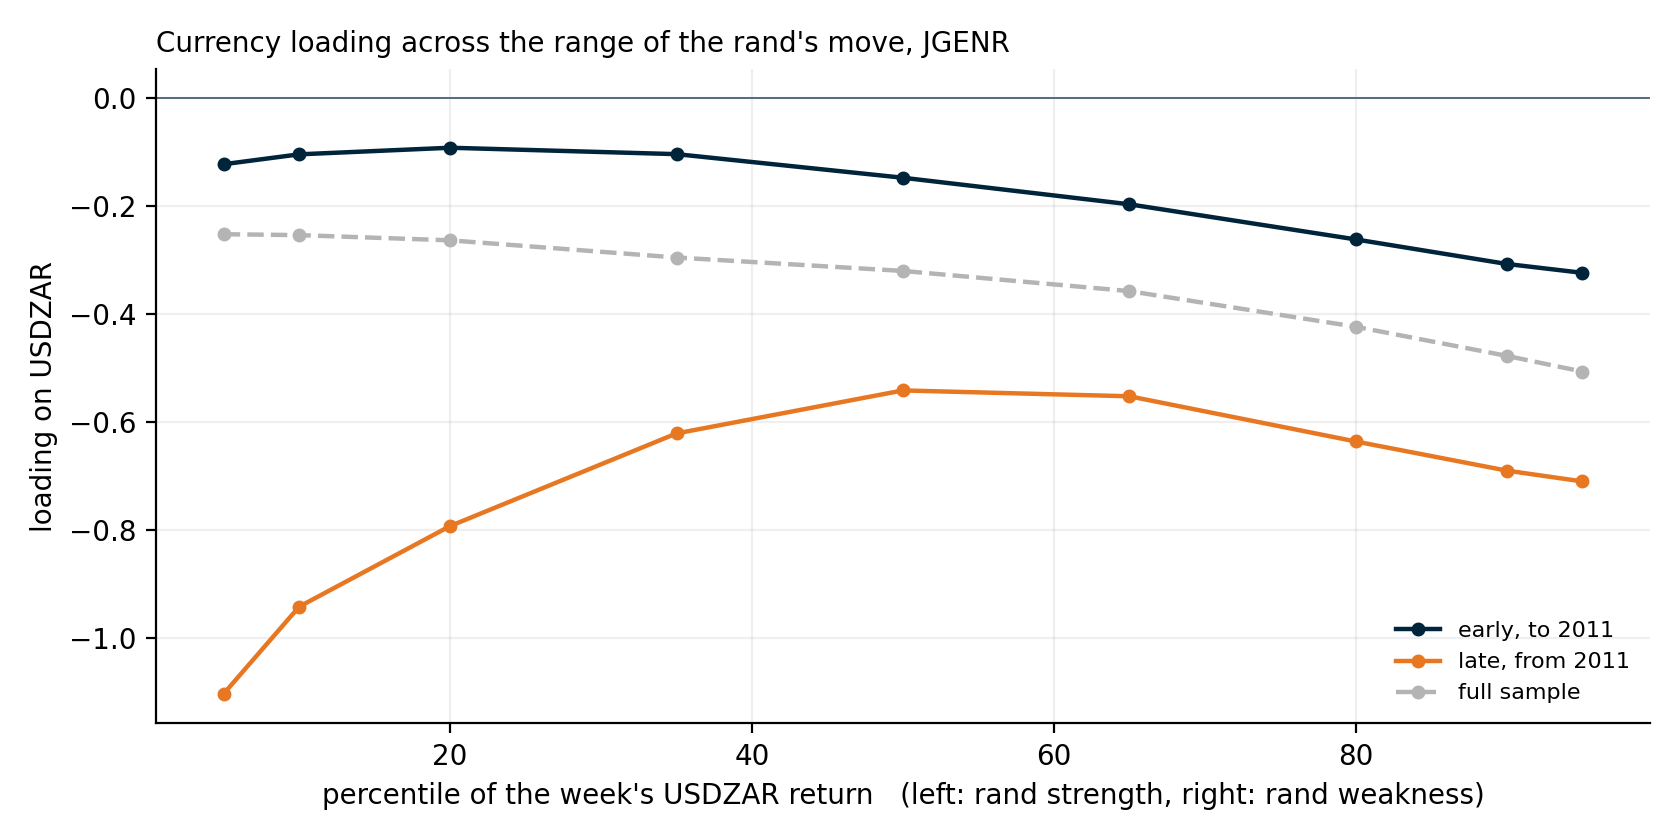 Currency loading across the range of the rand's move, JGENR
loading on USDZAR
0.0
−0.2
−0.4
−0.6
−0.8
−1.0
20
40
60
80
percentile of the week's USDZAR return   (left: rand strength, right: rand weakness)
early, to 2011
late, from 2011
full sample